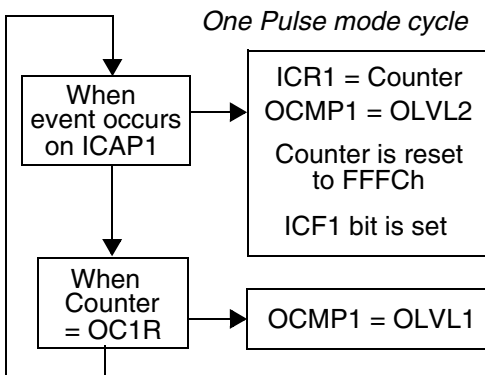 One Pulse mode cycle
When
event occurs
on ICAP1
ICR1 = Counter
OCMP1 = OLVL2
Counter is reset
to FFFCh
ICF1 bit is set
When
Counter
= OC1R
OCMP1 = OLVL1